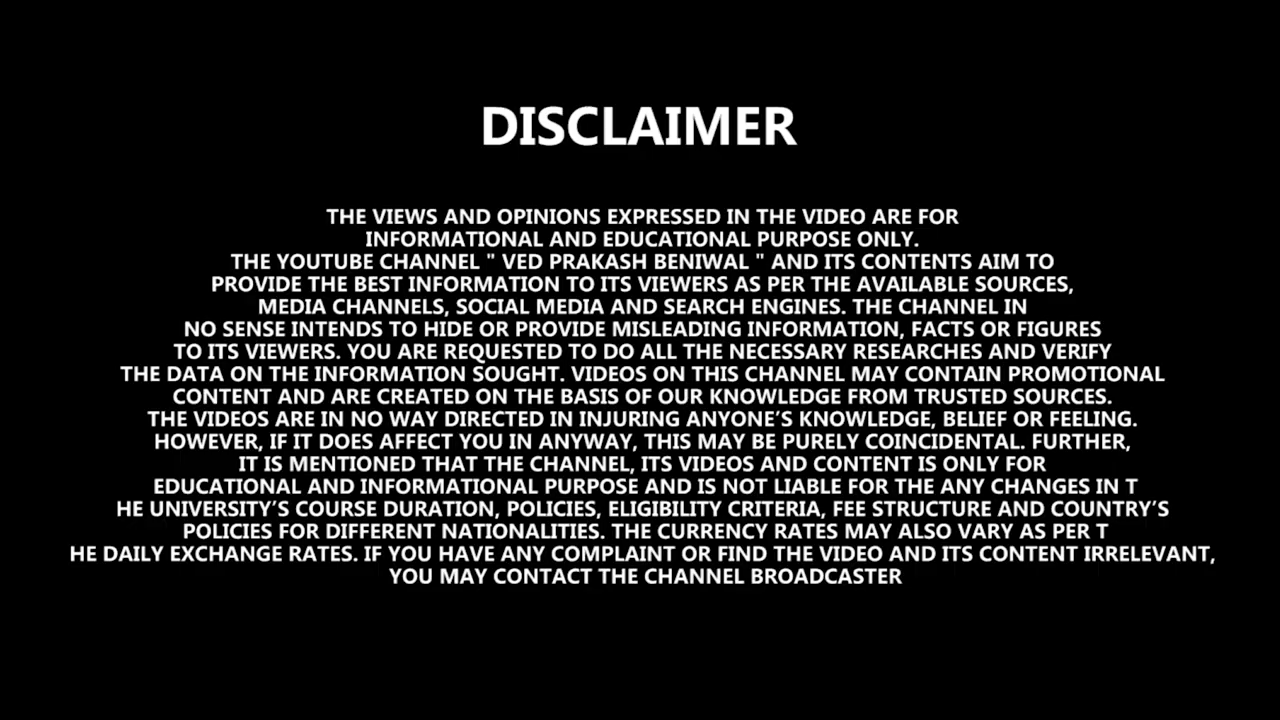 DISCLAIMER
THE VIEWS AND OPINIONS EXPRESSED IN THE VIDEO ARE FOR
INFORMATIONAL AND EDUCATIONAL PURPOSE ONLY.
THE YOUTUBE CHANNEL " VED PRAKASH BENIWAL " AND ITS CONTENTS AIM TO
PROVIDE THE BEST INFORMATION TO ITS VIEWERS AS PER THE AVAILABLE SOURCES,
MEDIA CHANNELS, SOCIAL MEDIA AND SEARCH ENGINES. THE CHANNEL IN
NO SENSE INTENDS TO HIDE OR PROVIDE MISLEADING INFORMATION, FACTS OR FIGURES
TO ITS VIEWERS. YOU ARE REQUESTED TO DO ALL THE NECESSARY RESEARCHES AND VERIFY
THE DATA ON THE INFORMATION SOUGHT. VIDEOS ON THIS CHANNEL MAY CONTAIN PROMOTIONAL
CONTENT AND ARE CREATED ON THE BASIS OF OUR KNOWLEDGE FROM TRUSTED SOURCES.
THE VIDEOS ARE IN NO WAY DIRECTED IN INJURING ANYONE’S KNOWLEDGE, BELIEF OR FEELING.
HOWEVER, IF IT DOES AFFECT YOU IN ANYWAY, THIS MAY BE PURELY COINCIDENTAL. FURTHER,
IT IS MENTIONED THAT THE CHANNEL, ITS VIDEOS AND CONTENT IS ONLY FOR
EDUCATIONAL AND INFORMATIONAL PURPOSE AND IS NOT LIABLE FOR THE ANY CHANGES IN T
HE UNIVERSITY’S COURSE DURATION, POLICIES, ELIGIBILITY CRITERIA, FEE STRUCTURE AND COUNTRY’S
POLICIES FOR DIFFERENT NATIONALITIES. THE CURRENCY RATES MAY ALSO VARY AS PER T
HE DAILY EXCHANGE RATES. IF YOU HAVE ANY COMPLAINT OR FIND THE VIDEO AND ITS CONTENT IRRELEVANT,
YOU MAY CONTACT THE CHANNEL BROADCASTER